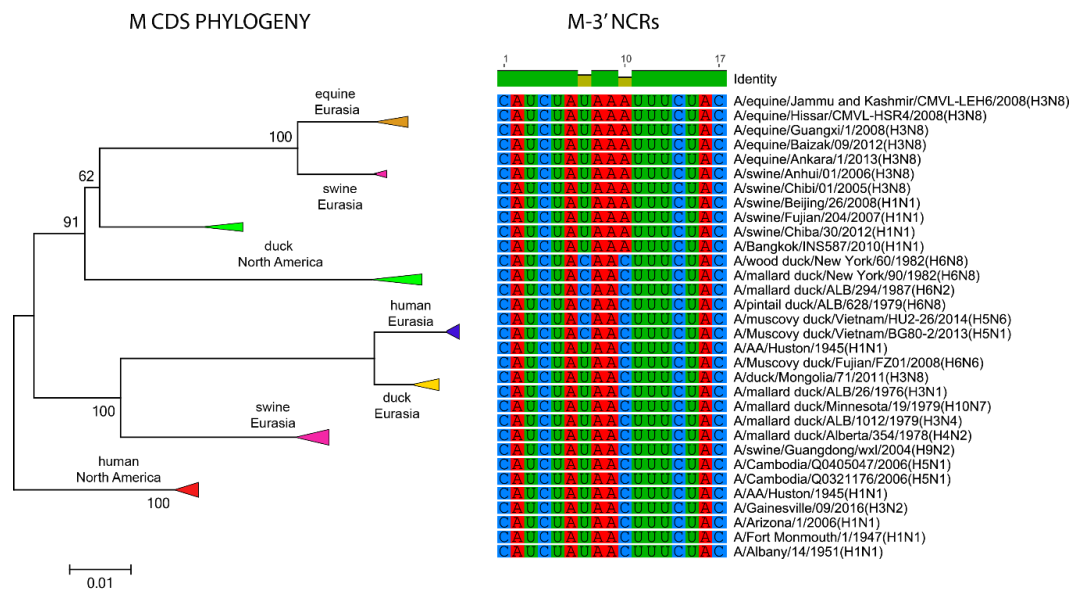 M CDS PHYLOGENY
M-3' NCRs
1 10 17
Identity
equine
Eurasia
100
swine
Eurasia
62
91
duck
North America
human
Eurasia
duck
Eurasia
100
swine
Eurasia
human
North America
100
0.01
CAUCUAUAAAUUUCUAC A/equine/Jammu and Kashmir/CMVL-LEH6/2008(H3N8)
CAUCUAUAAAUUUCUAC A/equine/Hissar/CMVL-HSR4/2008(H3N8)
CAUCUAUAAAUUUCUAC A/equine/Guangxi/1/2008(H3N8)
CAUCUAUAAAUUUCUAC A/equine/Baizak/09/2012(H3N8)
CAUCUAUAAAUUUCUAC A/equine/Ankara/1/2013(H3N8)
CAUCUAUAAAUUUCUAC A/swine/Anhui/01/2006(H3N8)
CAUCUAUAAAUUUCUAC A/swine/Chibi/01/2005(H3N8)
CAUCUAUAAAUUUCUAC A/swine/Beijing/26/2008(H1N1)
CAUCUAUAAAUUUCUAC A/swine/Fujian/204/2007(H1N1)
CAUCUAUAAAUUUCUAC A/swine/Chiba/30/2012(H1N1)
CAUCUAUAAAUUUCUAC A/Bangkok/INS587/2010(H1N1)
CAUCUACAACUUUCUAC A/wood duck/New York/60/1982(H6N8)
CAUCUACAACUUUCUAC A/mallard duck/New York/90/1982(H6N8)
CAUCUACAACUUUCUAC A/mallard duck/ALB/294/1987(H6N2)
CAUCUACAACUUUCUAC A/pintail duck/ALB/628/1979(H6N8)
CAUCUACAACUUUCUAC A/muscovy duck/Vietnam/HU2-26/2014(H5N6)
CAUCUACAACUUUCUAC A/Muscovy duck/Vietnam/BG80-2/2013(H5N1)
CAUCUAUAACUUUCUAC A/AA/Huston/1945(H1N1)
CAUCUAUAACUUUCUAC A/Muscovy duck/Fujian/FZ01/2008(H6N6)
CAUCUAUAACUUUCUAC A/duck/Mongolia/71/2011(H3N8)
CAUCUAUAACUUUCUAC A/mallard duck/ALB/26/1976(H3N1)
CAUCUAUAACUUUCUAC A/mallard duck/Minnesota/19/1979(H10N7)
CAUCUAUAACUUUCUAC A/mallard duck/ALB/1012/1979(H3N4)
CAUCUAUAACUUUCUAC A/mallard duck/Alberta/354/1978(H4N2)
CAUCUAUAACUUUCUAC A/swine/Guangdong/wxl/2004(H9N2)
CAUCUAUAACUUUCUAC A/Cambodia/Q0405047/2006(H5N1)
CAUCUAUAACUUUCUAC A/Cambodia/Q0321176/2006(H5N1)
CAUCUAUAACUUUCUAC A/AA/Huston/1945(H1N1)
CAUCUAUAACUUUCUAC A/Gainesville/09/2016(H3N2)
CAUCUAUAACUUUCUAC A/Arizona/1/2006(H1N1)
CAUCUAUAACUUUCUAC A/Fort Monmouth/1/1947(H1N1)
CAUCUAUAACUUUCUAC A/Albany/14/1951(H1N1)